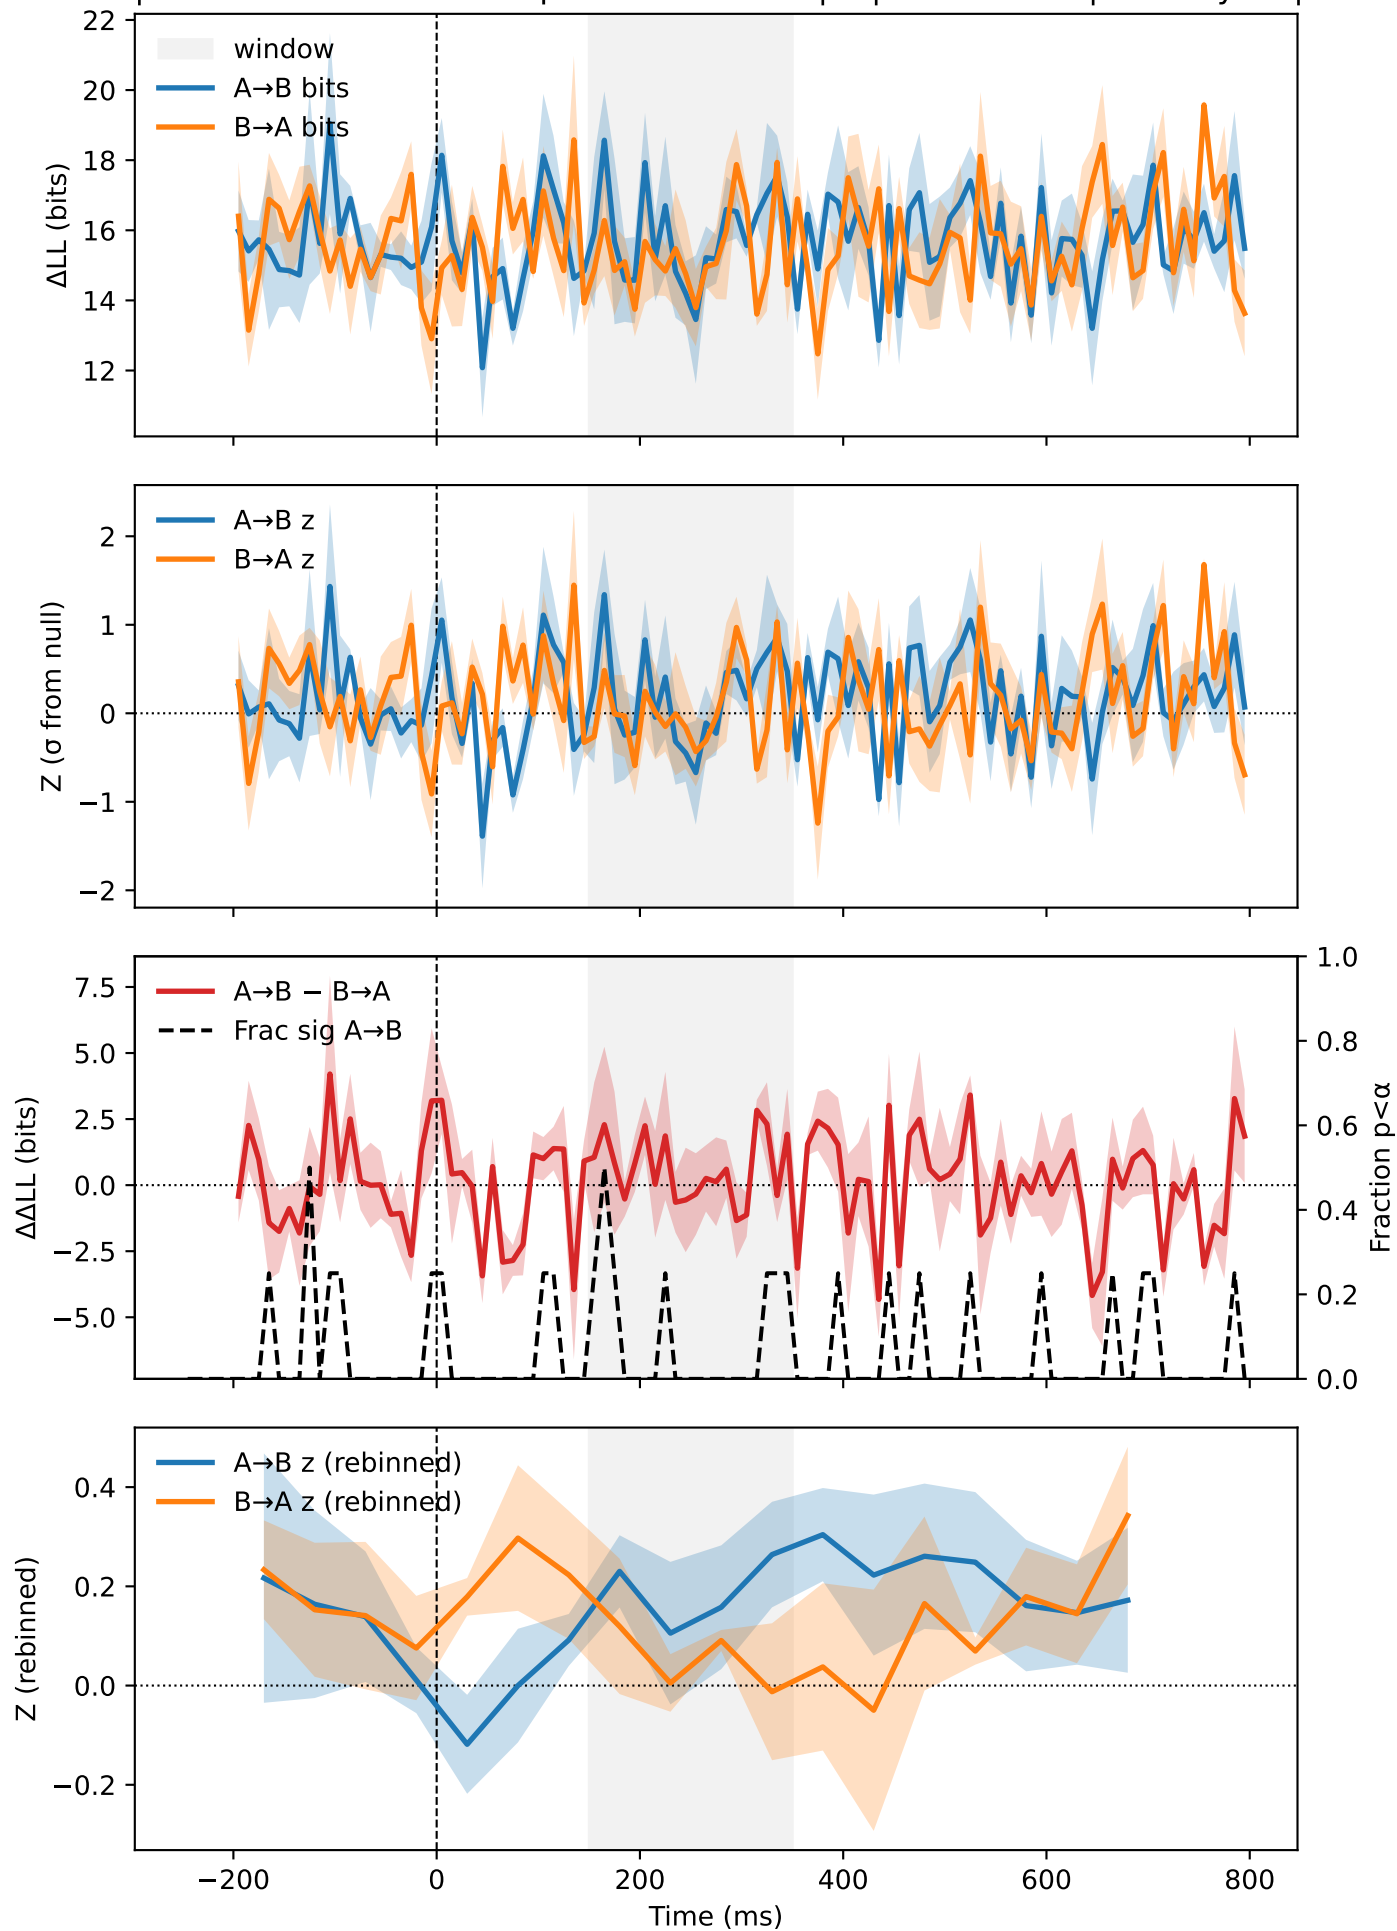 22
20
18
16
14
12
ΔLL (bits)
window
A→B bits
B→A bits
2
1
0
−1
−2
Z (σ from null)
A→B z
B→A z
7.5
5.0
2.5
0.0
−2.5
−5.0
ΔΔLL (bits)
A→B − B→A
Frac sig A→B
1.0
0.8
0.6
0.4
0.2
0.0
Fraction p<α
0.4
0.2
0.0
−0.2
Z (rebinned)
A→B z (rebinned)
B→A z (rebinned)
−200
0
200
400
600
800
Time (ms)